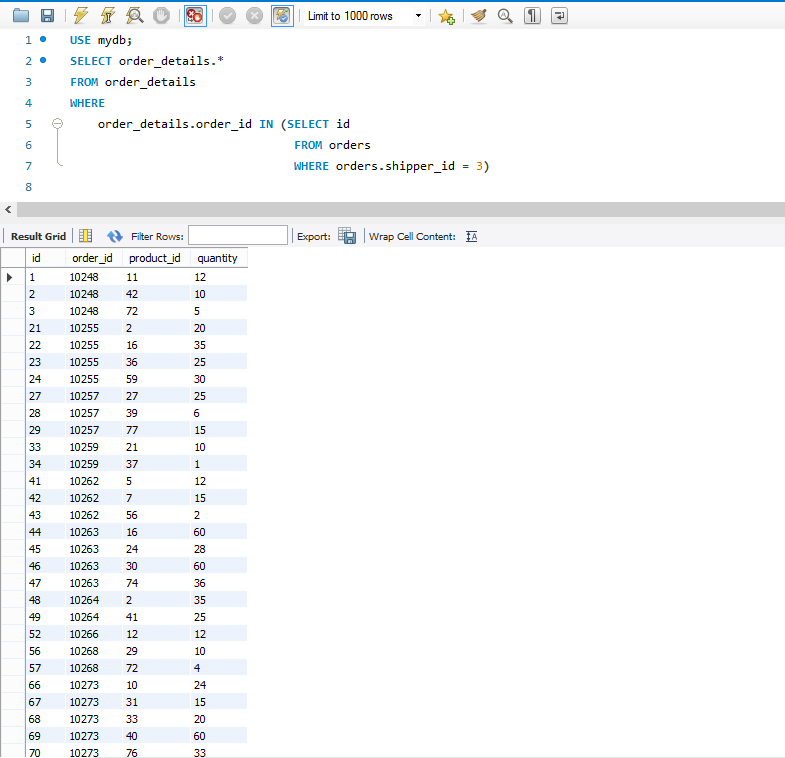 Limit to 1000 rows
1 USE mydb;
2 SELECT order_details.*
3 FROM order_details
4 WHERE
5 order_details.order_id IN (SELECT id
6 FROM orders
7 WHERE orders.shipper_id = 3)
8
Result Grid Filter Rows: Export: Wrap Cell Content: IA
id order_id product_id quantity
1 10248 11 12
2 10248 42 10
3 10248 72 5
21 10255 2 20
22 10255 16 35
23 10255 36 25
24 10255 59 30
27 10257 27 25
28 10257 39 6
29 10257 77 15
33 10259 21 10
34 10259 37 1
41 10262 5 12
42 10262 7 15
43 10262 56 2
44 10263 16 60
45 10263 24 28
46 10263 30 60
47 10263 74 36
48 10264 2 35
49 10264 41 25
52 10266 12 12
56 10268 29 10
57 10268 72 4
66 10273 10 24
67 10273 31 15
68 10273 33 20
69 10273 40 60
70 10273 76 33